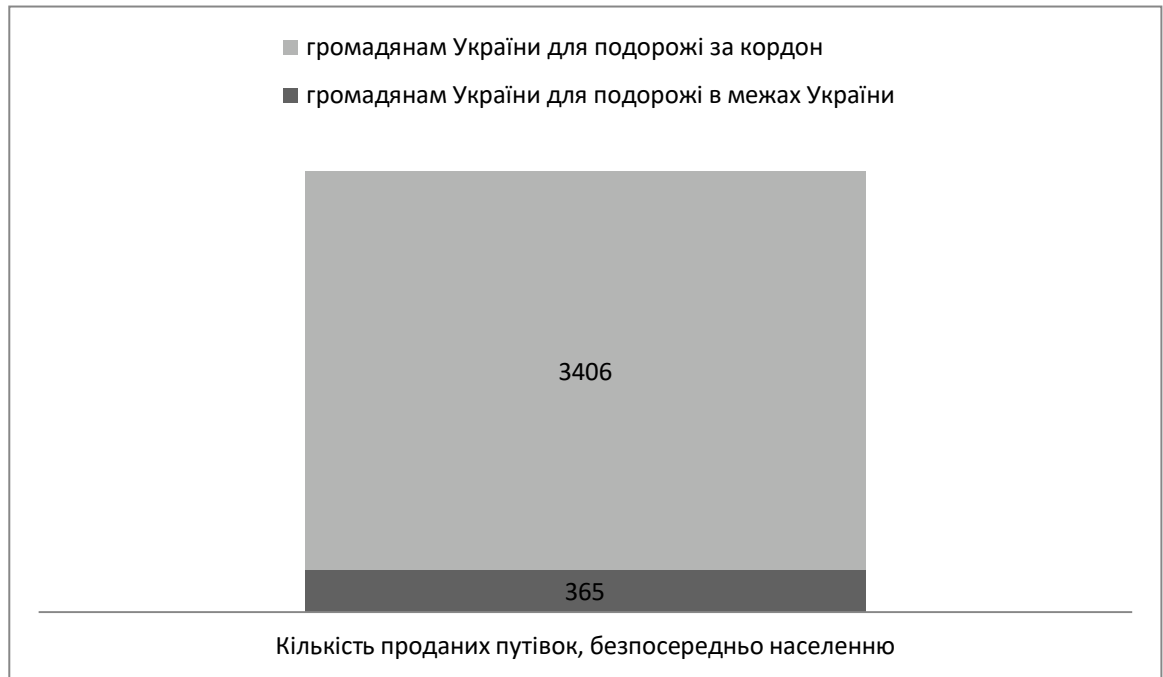 громадянам України для подорожі за кордон
громадянам України для подорожі в межах України
3406
365
Кількість проданих путівок, безпосередньо населенню